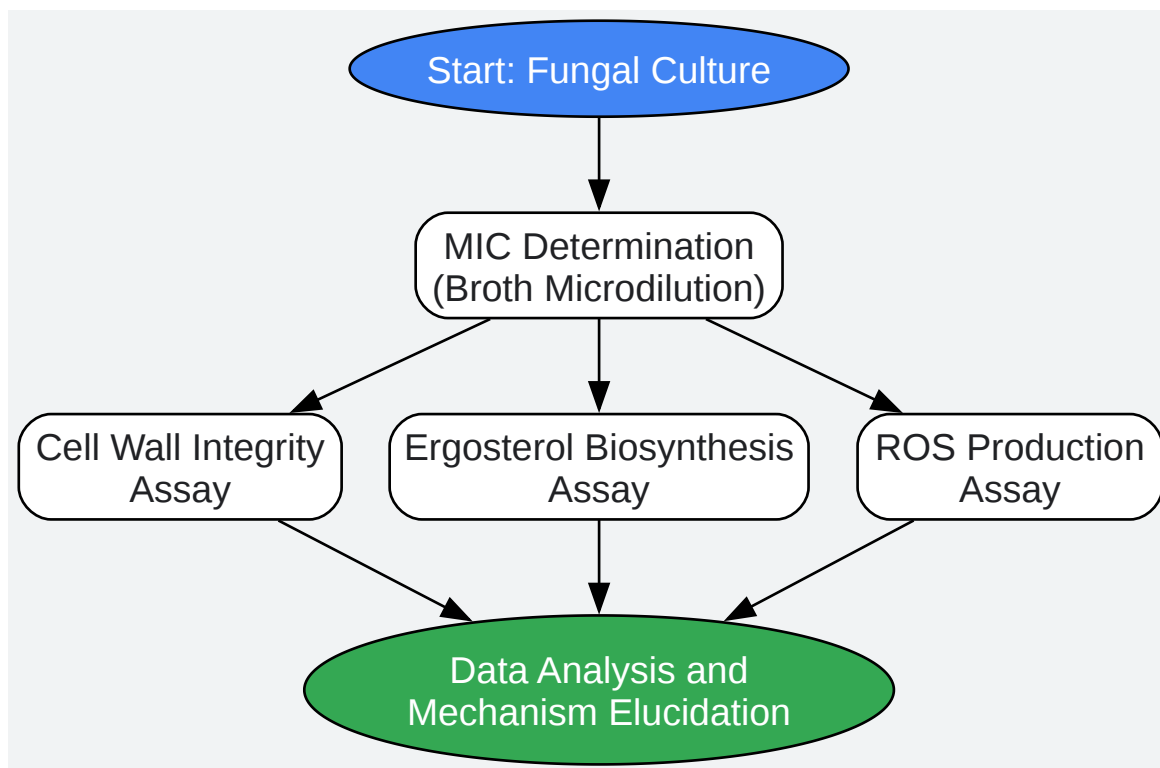 Start: Fungal Culture
MIC Determination
(Broth Microdilution)
Cell Wall Integrity
Assay
Ergosterol Biosynthesis
Assay
ROS Production
Assay
Data Analysis and
Mechanism Elucidation